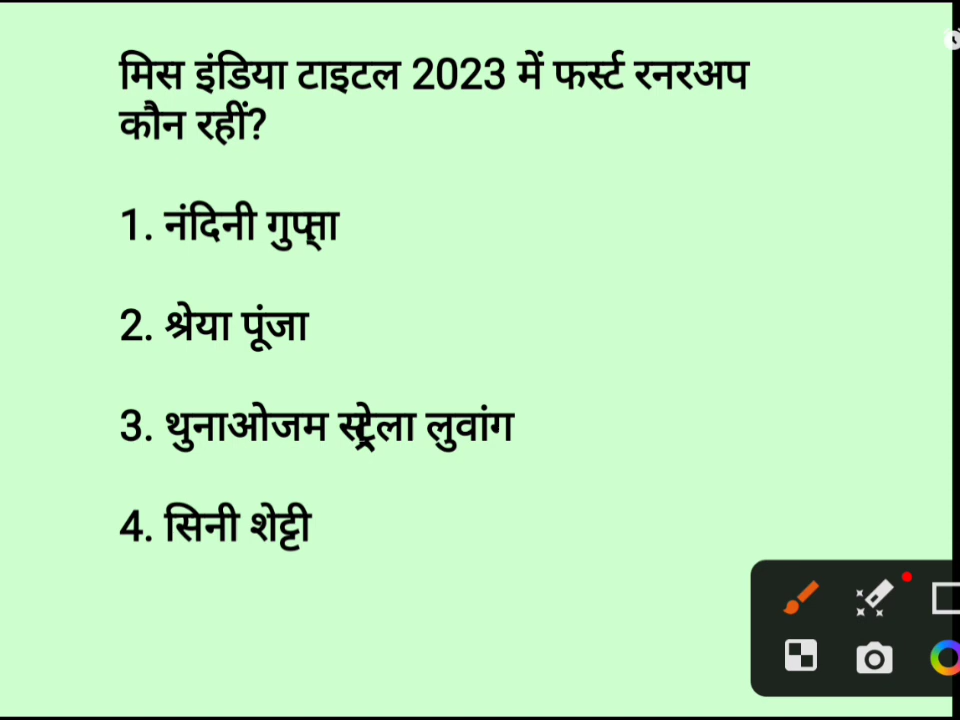 मिस इंडिया टाइटल 2023 में फर्स्ट रनरअप
कौन रहीं?
1. नंदिनी गुप्ता
2. श्रेया पूंजा
3. थुनाओजम स्ट्रेला लुवांग
4. सिनी शेट्टी